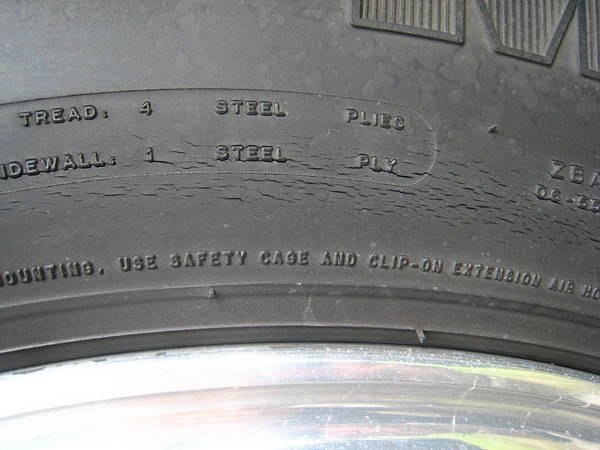 TREAD: 4 STEEL PLIES
IDEWALL: 1 STEEL PLY
OUNTING, USE SAFETY CAGE AND CLIP-ON EXTENSION AIR HO